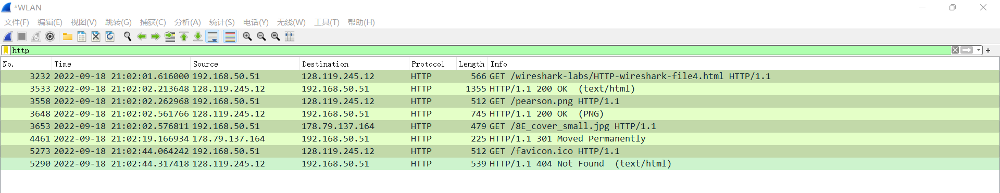 *WLAN
文件(F) 编辑(E) 视图(V) 跳转(G) 捕获(C) 分析(A) 统计(S) 电话(Y) 无线(W) 工具(T) 帮助(H)
http
No. Time Source Destination Protocol Length Info
3232 2022-09-18 21:02:01.616000 192.168.50.51 128.119.245.12 HTTP 566 GET /wireshark-labs/HTTP-wireshark-file4.html HTTP/1.1
3533 2022-09-18 21:02:02.213648 128.119.245.12 192.168.50.51 HTTP 1355 HTTP/1.1 200 OK (text/html)
3558 2022-09-18 21:02:02.262968 192.168.50.51 128.119.245.12 HTTP 512 GET /pearson.png HTTP/1.1
3648 2022-09-18 21:02:02.561766 128.119.245.12 192.168.50.51 HTTP 745 HTTP/1.1 200 OK (PNG)
3653 2022-09-18 21:02:02.576811 192.168.50.51 178.79.137.164 HTTP 479 GET /8E_cover_small.jpg HTTP/1.1
4461 2022-09-18 21:02:19.166934 178.79.137.164 192.168.50.51 HTTP 225 HTTP/1.1 301 Moved Permanently
5273 2022-09-18 21:02:44.064242 192.168.50.51 128.119.245.12 HTTP 512 GET /favicon.ico HTTP/1.1
5290 2022-09-18 21:02:44.317418 128.119.245.12 192.168.50.51 HTTP 539 HTTP/1.1 404 Not Found (text/html)